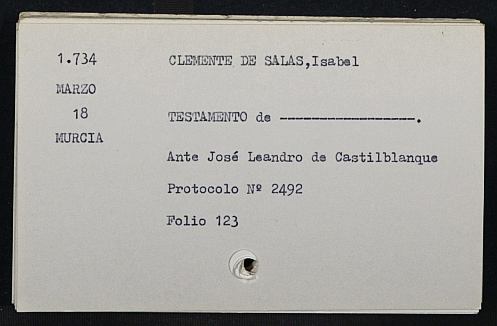 1.734 CLEMENTE DE SALAS,Isabel
MARZO
18 TESTAMENTO de -----------------.
MURCIA
Ante José Leandro de Castilblanque
Protocolo Nº 2492
Folio 123